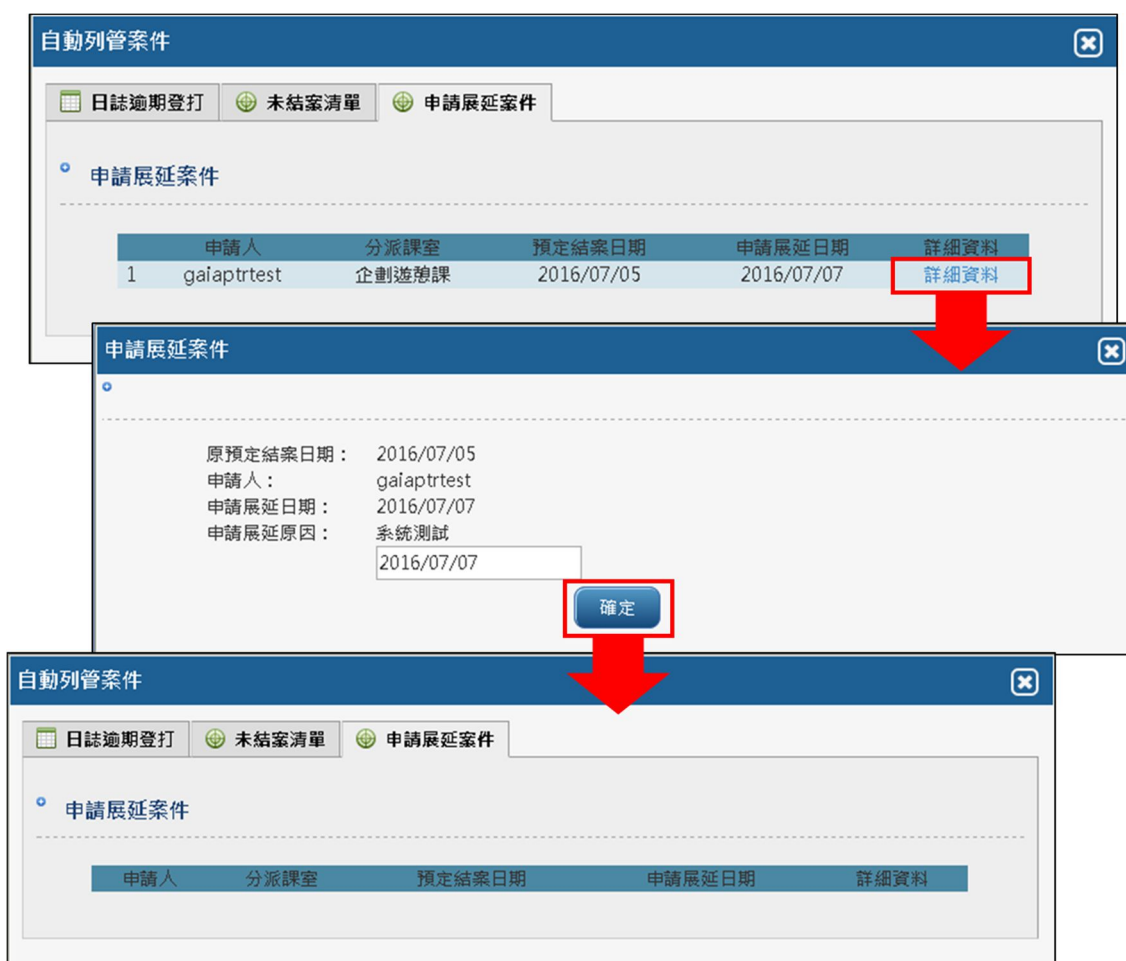 自動列管案件
日誌逾期登打 未結案清單 申請展延案件
申請展延案件
申請人 分派課室 預定結案日期 申請展延日期 詳細資料
1 gaiaptrtest 企劃遊憩課 2016/07/05 2016/07/07 詳細資料
申請展延案件
原預定結案日期： 2016/07/05
申請人： gaiaptrtest
申請展延日期： 2016/07/07
申請展延原因： 系統測試
2016/07/07
確定
自動列管案件
日誌逾期登打 未結案清單 申請展延案件
申請展延案件
申請人 分派課室 預定結案日期 申請展延日期 詳細資料